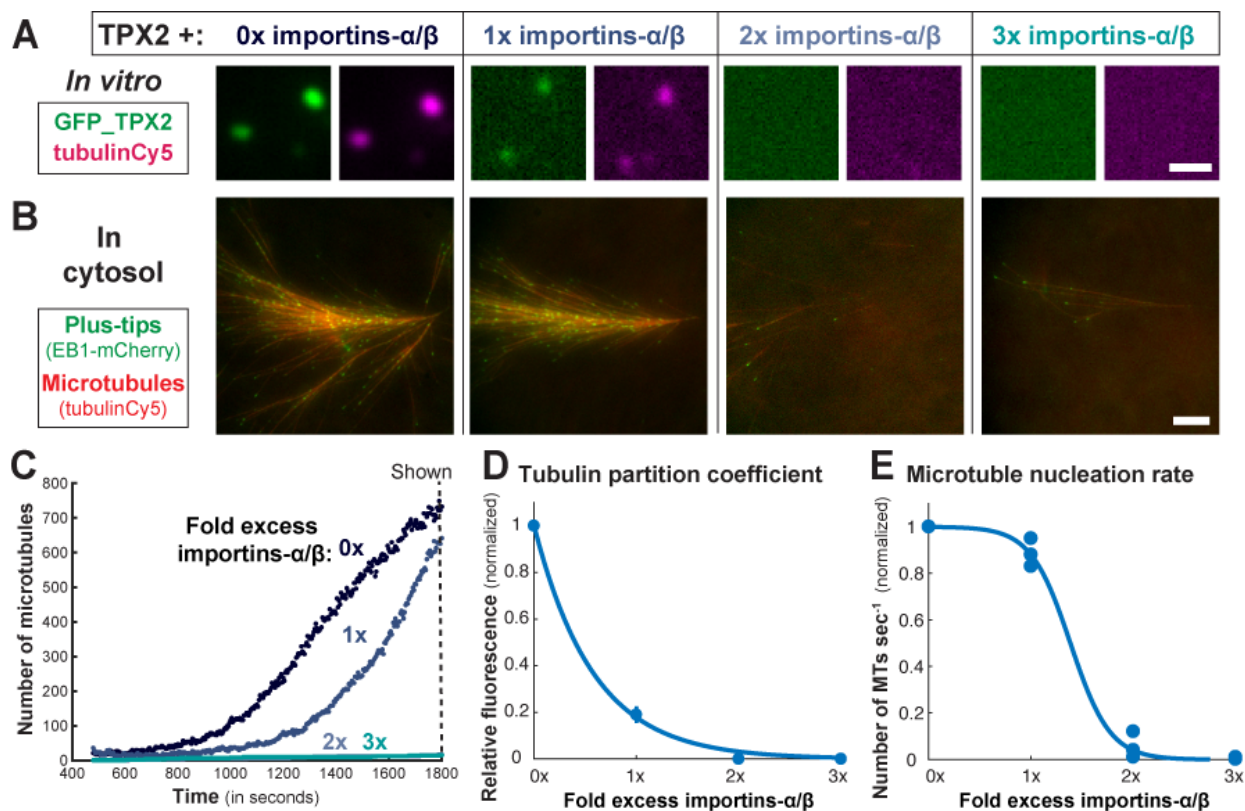 A
TPX2 +: 0x importins-α/β 1x importins-α/β 2x importins-α/β 3x importins-α/β
In vitro
GFP_TPX2
tubulinCy5
B
In
cytosol
Plus-tips
(EB1-mCherry)
Microtubules
(tubulinCy5)
C
Shown
Number of microtubules
800
700
600
500
400
300
200
100
0
Fold excess
importins-α/β: 0x
1x
2x 3x
400 600 800 1000 1200 1400 1600 1800
Time (in seconds)
D Tubulin partition coefficient
Relative fluorescence (normalized)
1
0.8
0.6
0.4
0.2
0
0x 1x 2x 3x
Fold excess importins-α/β
E Microtuble nucleation rate
Number of MTs sec⁻¹ (normalized)
1
0.8
0.6
0.4
0.2
0
0x 1x 2x 3x
Fold excess importins-α/β